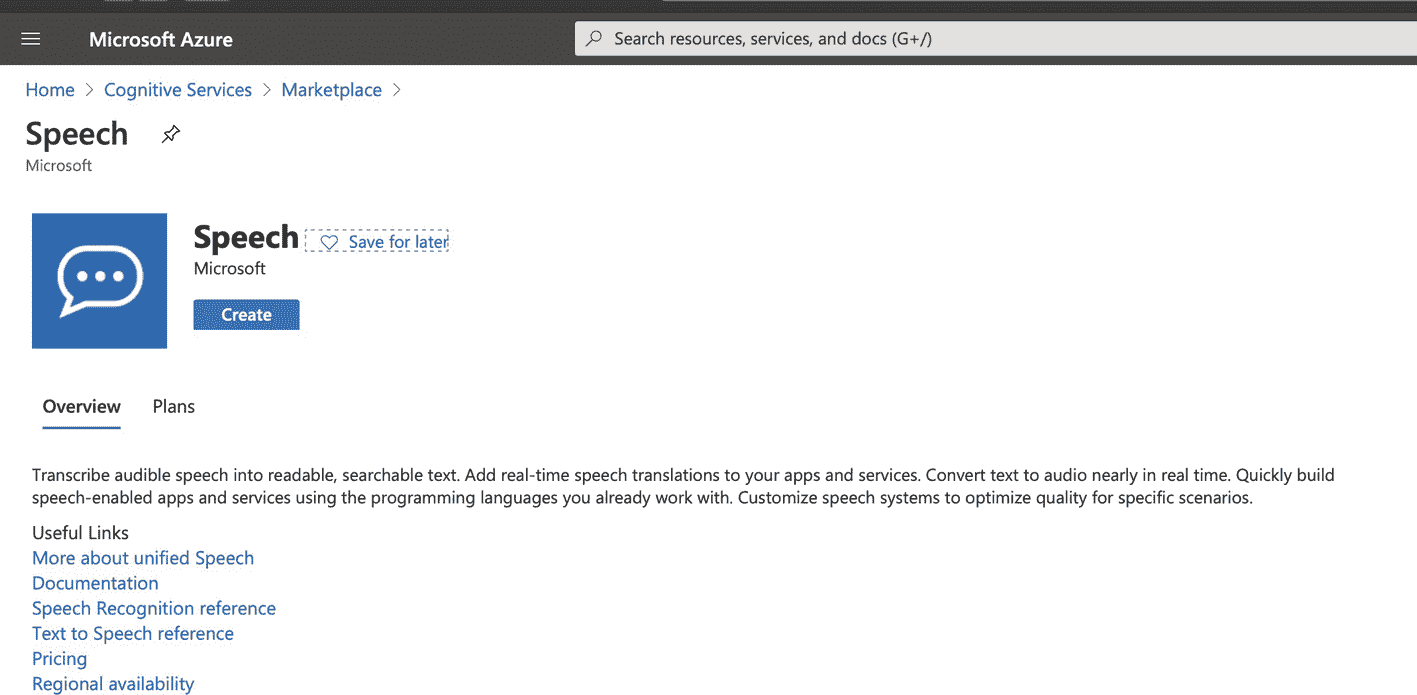 Microsoft Azure
Search resources, services, and docs (G+/)
Home > Cognitive Services > Marketplace >
Speech
Microsoft
Speech
Save for later
Microsoft
Create
Overview Plans
Transcribe audible speech into readable, searchable text. Add real-time speech translations to your apps and services. Convert text to audio nearly in real time. Quickly build
speech-enabled apps and services using the programming languages you already work with. Customize speech systems to optimize quality for specific scenarios.
Useful Links
More about unified Speech
Documentation
Speech Recognition reference
Text to Speech reference
Pricing
Regional availability